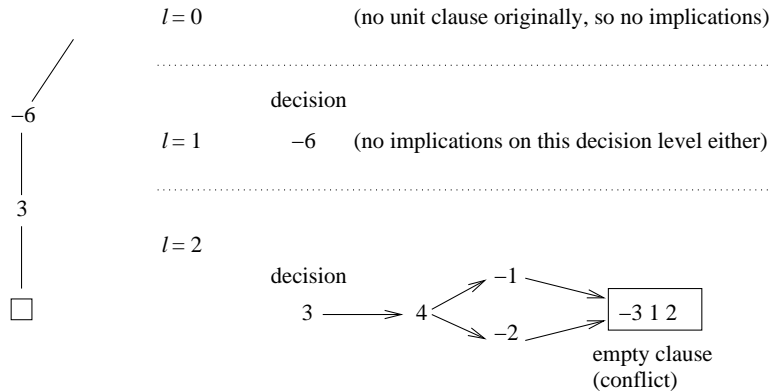 l = 0 (no unit clause originally, so no implications)
decision
−6
l = 1 −6 (no implications on this decision level either)
3
l = 2
decision
−1
3 4 −3 1 2
−2
empty clause
(conflict)